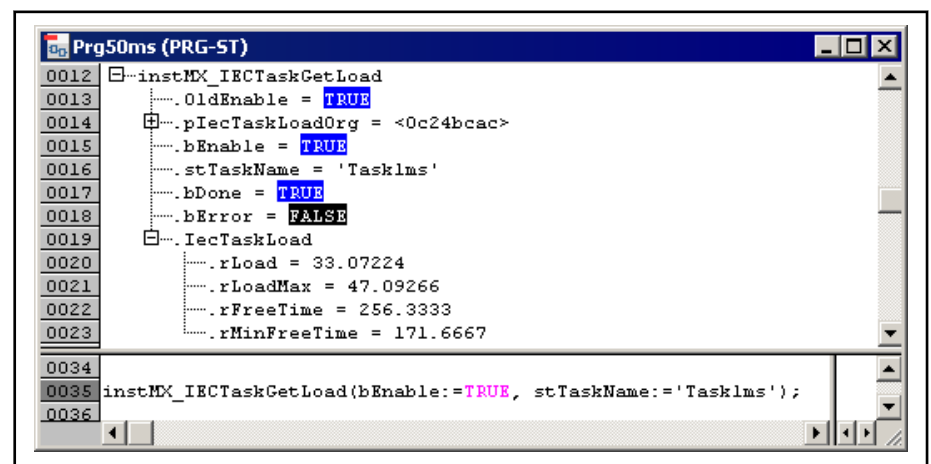 Prg50ms (PRG-ST)
0012 instMX_IECTaskGetLoad
0013 .OldEnable = TRUE
0014 .pIecTaskLoadOrg = <0c24bcac>
0015 .bEnable = TRUE
0016 .stTaskName = 'Task1ms'
0017 .bDone = TRUE
0018 .bError = FALSE
0019 .IecTaskLoad
0020 .rLoad = 33.07224
0021 .rLoadMax = 47.09266
0022 .rFreeTime = 256.3333
0023 .rMinFreeTime = 171.6667
0034
0035 instMX_IECTaskGetLoad(bEnable:=TRUE, stTaskName:='Task1ms');
0036